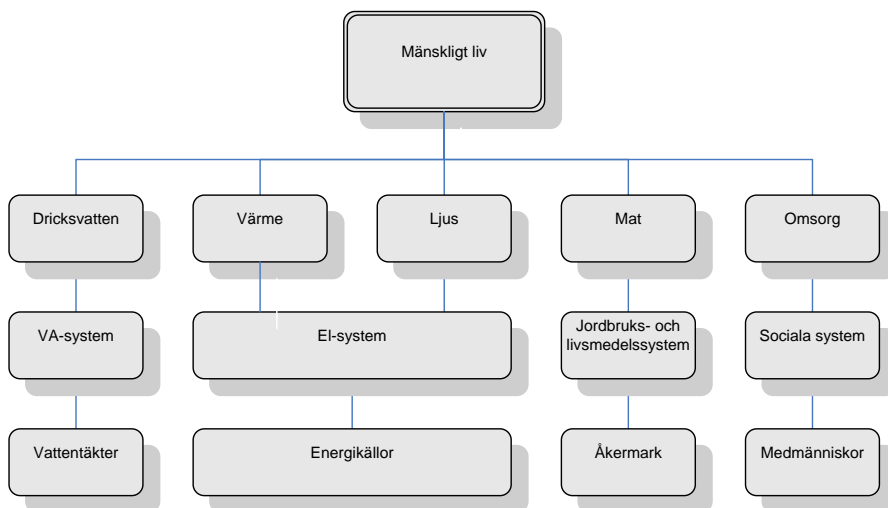 Mänskligt liv
Dricksvatten
Värme
Ljus
Mat
Omsorg
VA-system
El-system
Jordbruks- och
livsmedelssystem
Sociala system
Vattentäkter
Energikällor
Åkermark
Medmänniskor